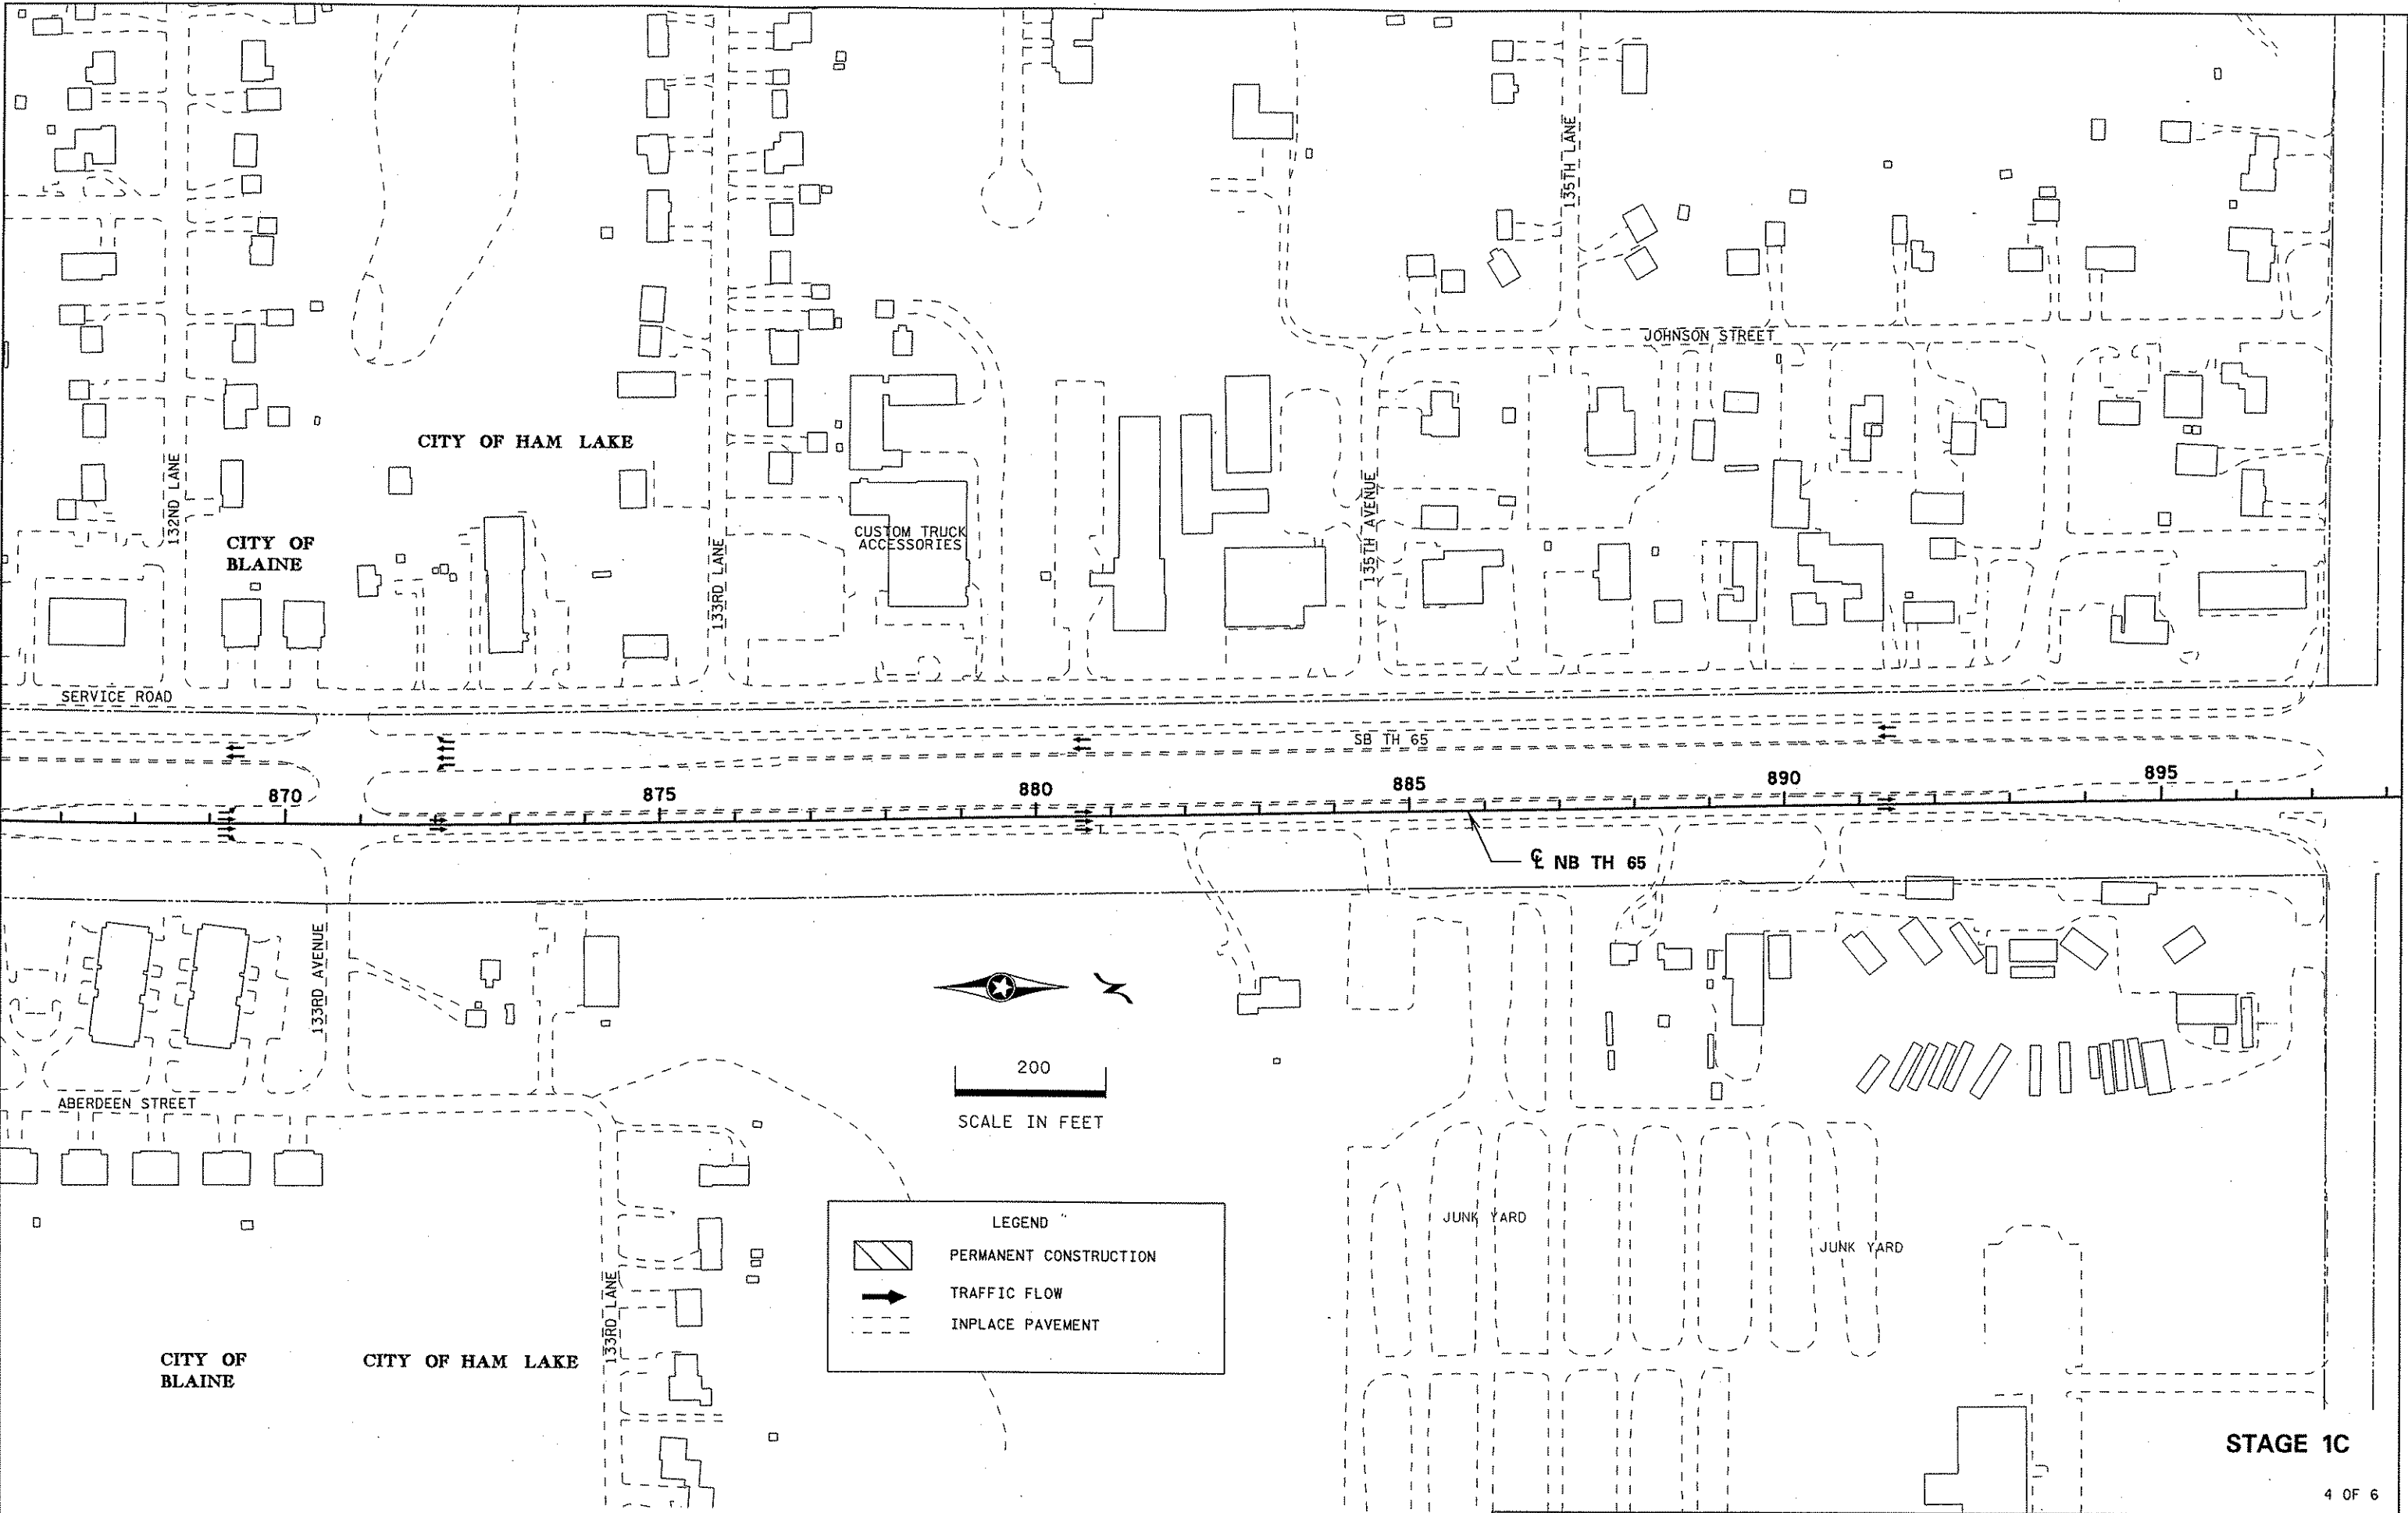 135TH LANE
JOHNSON STREET
CITY OF HAM LAKE
132ND LANE
CITY OF
BLAINE
133RD LANE
CUSTOM TRUCK
ACCESSORIES
135TH AVENUE
SERVICE ROAD
SB TH 65
870
875
880
885
890
895
℄ NB TH 65
133RD AVENUE
N
200
SCALE IN FEET
ABERDEEN STREET
LEGEND
PERMANENT CONSTRUCTION
TRAFFIC FLOW
INPLACE PAVEMENT
JUNK YARD
JUNK YARD
133RD LANE
CITY OF
BLAINE
CITY OF HAM LAKE
STAGE 1C
4 OF 6